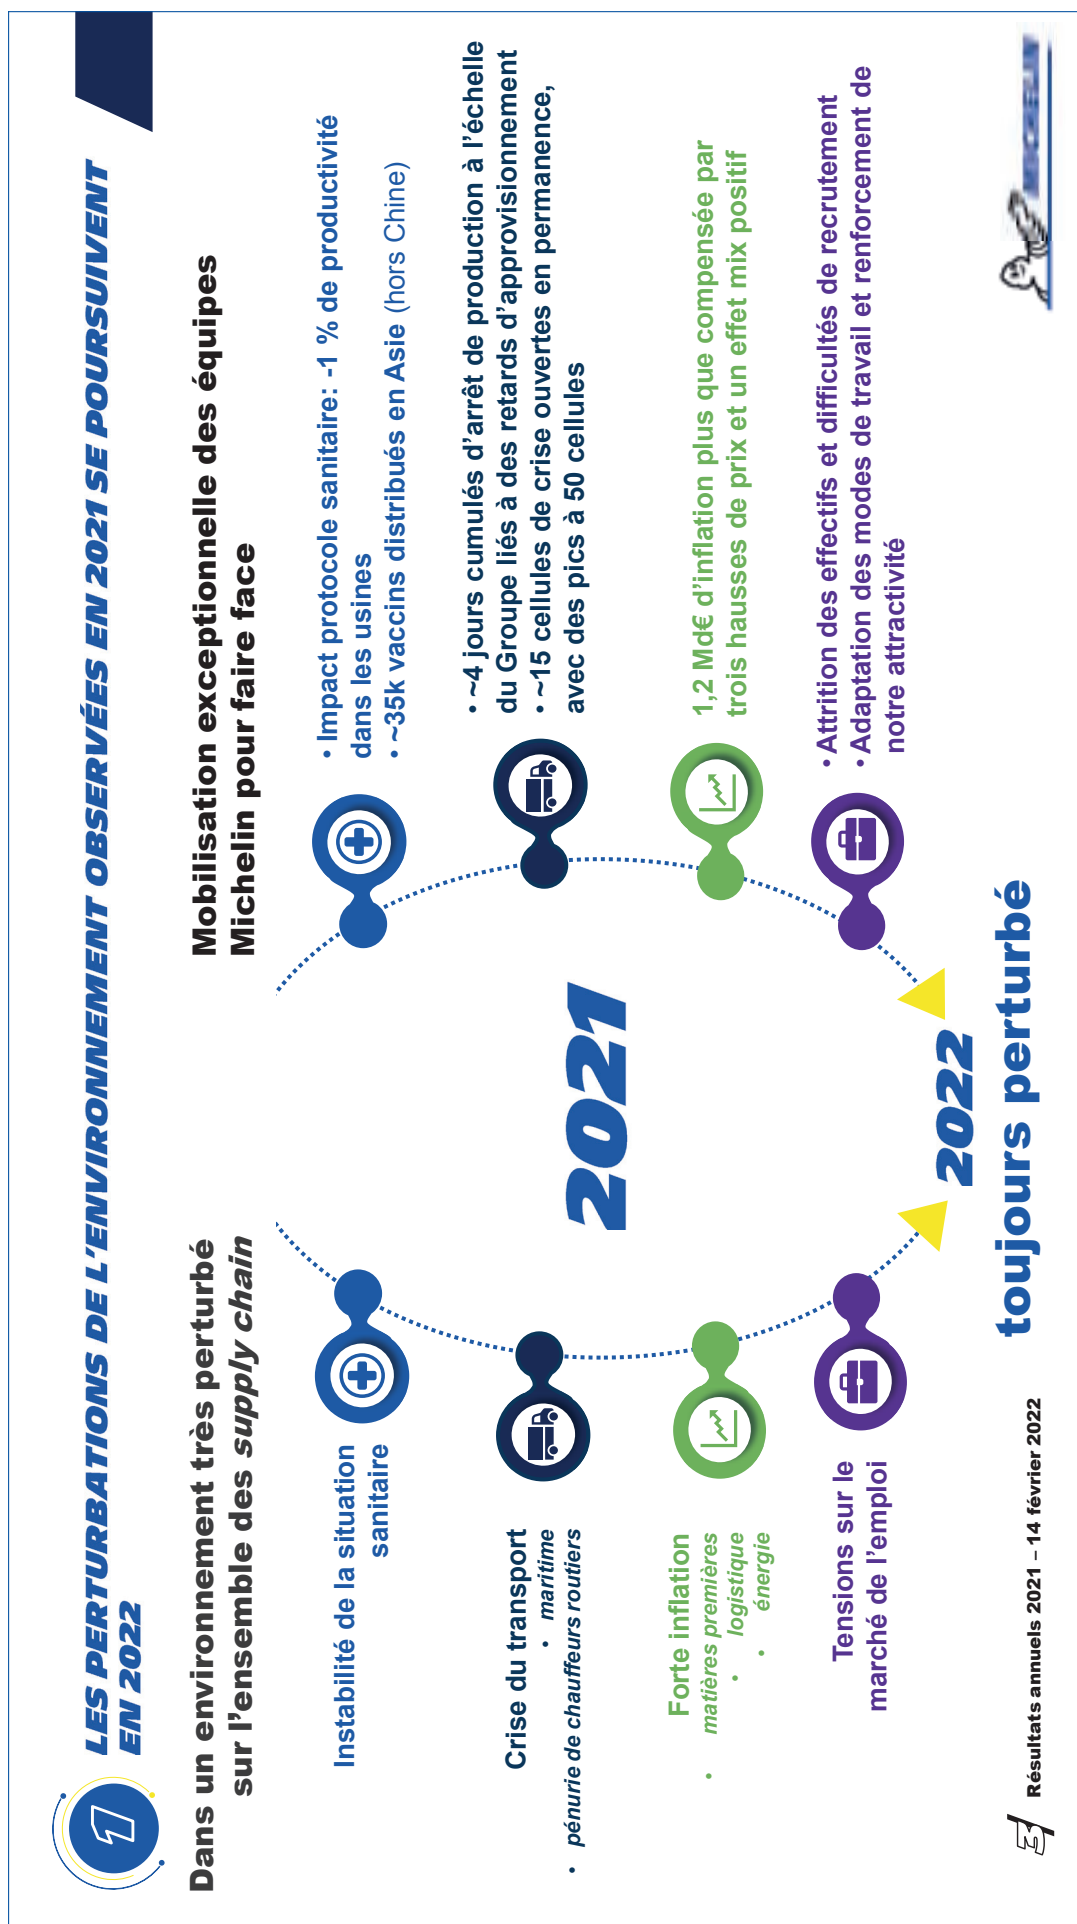 1
LES PERTURBATIONS DE L'ENVIRONNEMENT OBSERVÉES EN 2021 SE POURSUIVENT
EN 2022
Dans un environnement très perturbé
sur l'ensemble des supply chain
Instabilité de la situation
sanitaire
Crise du transport
• maritime
• pénurie de chauffeurs routiers
Forte inflation
• matières premières
• logistique
• énergie
Tensions sur le
marché de l'emploi
2021
2022
toujours perturbé
Mobilisation exceptionnelle des équipes
Michelin pour faire face
• Impact protocole sanitaire: -1 % de productivité
dans les usines
• ~35k vaccins distribués en Asie (hors Chine)
• ~4 jours cumulés d'arrêt de production à l'échelle
du Groupe liés à des retards d'approvisionnement
• ~15 cellules de crise ouvertes en permanence,
avec des pics à 50 cellules
1,2 Md€ d'inflation plus que compensée par
trois hausses de prix et un effet mix positif
• Attrition des effectifs et difficultés de recrutement
• Adaptation des modes de travail et renforcement de
notre attractivité
3
Résultats annuels 2021 – 14 février 2022
MICHELIN